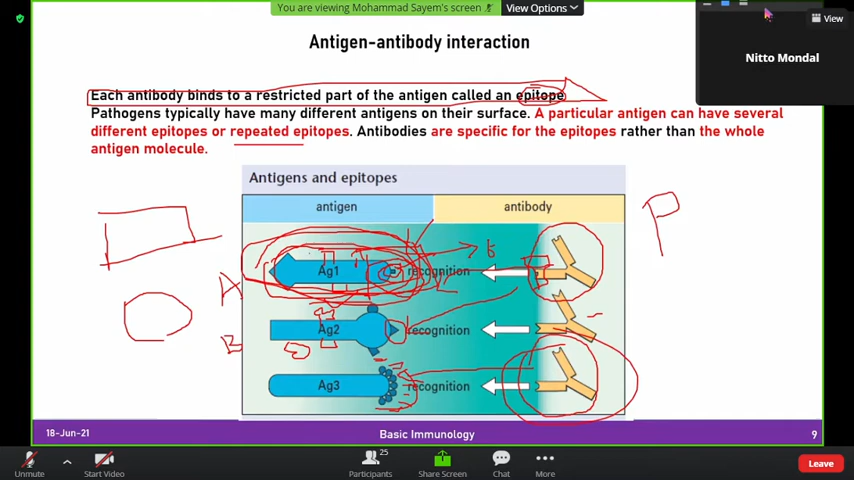 You are viewing Mohammad Sayem's screen
View Options
View
Nitto Mondal
Antigen-antibody interaction
Each antibody binds to a restricted part of the antigen called an epitope
Pathogens typically have many different antigens on their surface. A particular antigen can have several
different epitopes or repeated epitopes. Antibodies are specific for the epitopes rather than the whole
antigen molecule.
Antigens and epitopes
antigen antibody
P
A
Ag1 recognition
B
Ag2 recognition
Ag3 recognition
18-Jun-21 Basic Immunology 9
25
Unmute Start Video Participants Share Screen Chat More Leave